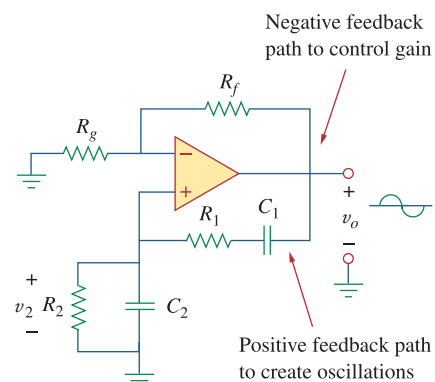 Negative feedback
path to control gain
R_f
R_g
−
+
R_1
C_1
+
v_o
−
+
v_2
−
R_2
C_2
Positive feedback path
to create oscillations